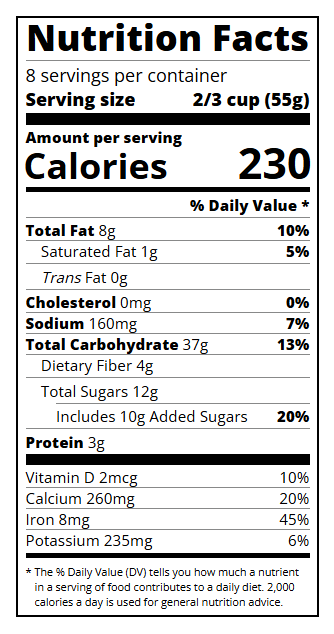 Nutrition Facts
8 servings per container
Serving size 2/3 cup (55g)
Amount per serving
Calories 230
% Daily Value *
Total Fat 8g 10%
Saturated Fat 1g 5%
Trans Fat 0g
Cholesterol 0mg 0%
Sodium 160mg 7%
Total Carbohydrate 37g 13%
Dietary Fiber 4g
Total Sugars 12g
Includes 10g Added Sugars 20%
Protein 3g
Vitamin D 2mcg 10%
Calcium 260mg 20%
Iron 8mg 45%
Potassium 235mg 6%
* The % Daily Value (DV) tells you how much a nutrient
in a serving of food contributes to a daily diet. 2,000
calories a day is used for general nutrition advice.